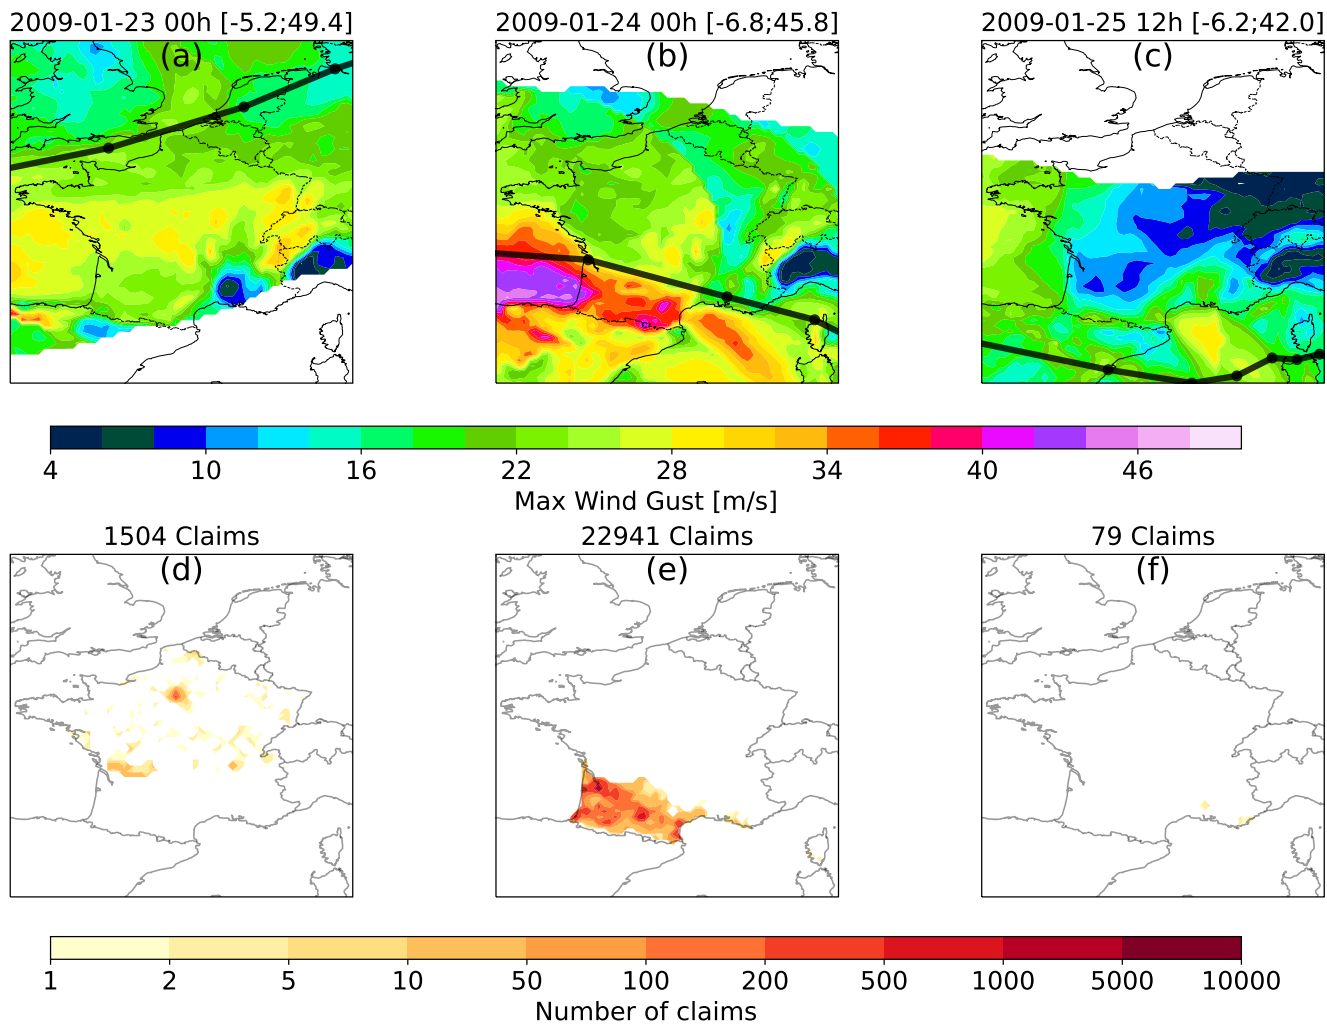 2009-01-23 00h [-5.2;49.4]
2009-01-24 00h [-6.8;45.8]
2009-01-25 12h [-6.2;42.0]
(a)
(b)
(c)
4 10 16 22 28 34 40 46
Max Wind Gust [m/s]
1504 Claims
22941 Claims
79 Claims
(d)
(e)
(f)
1 2 5 10 50 100 200 500 1000 5000 10000
Number of claims